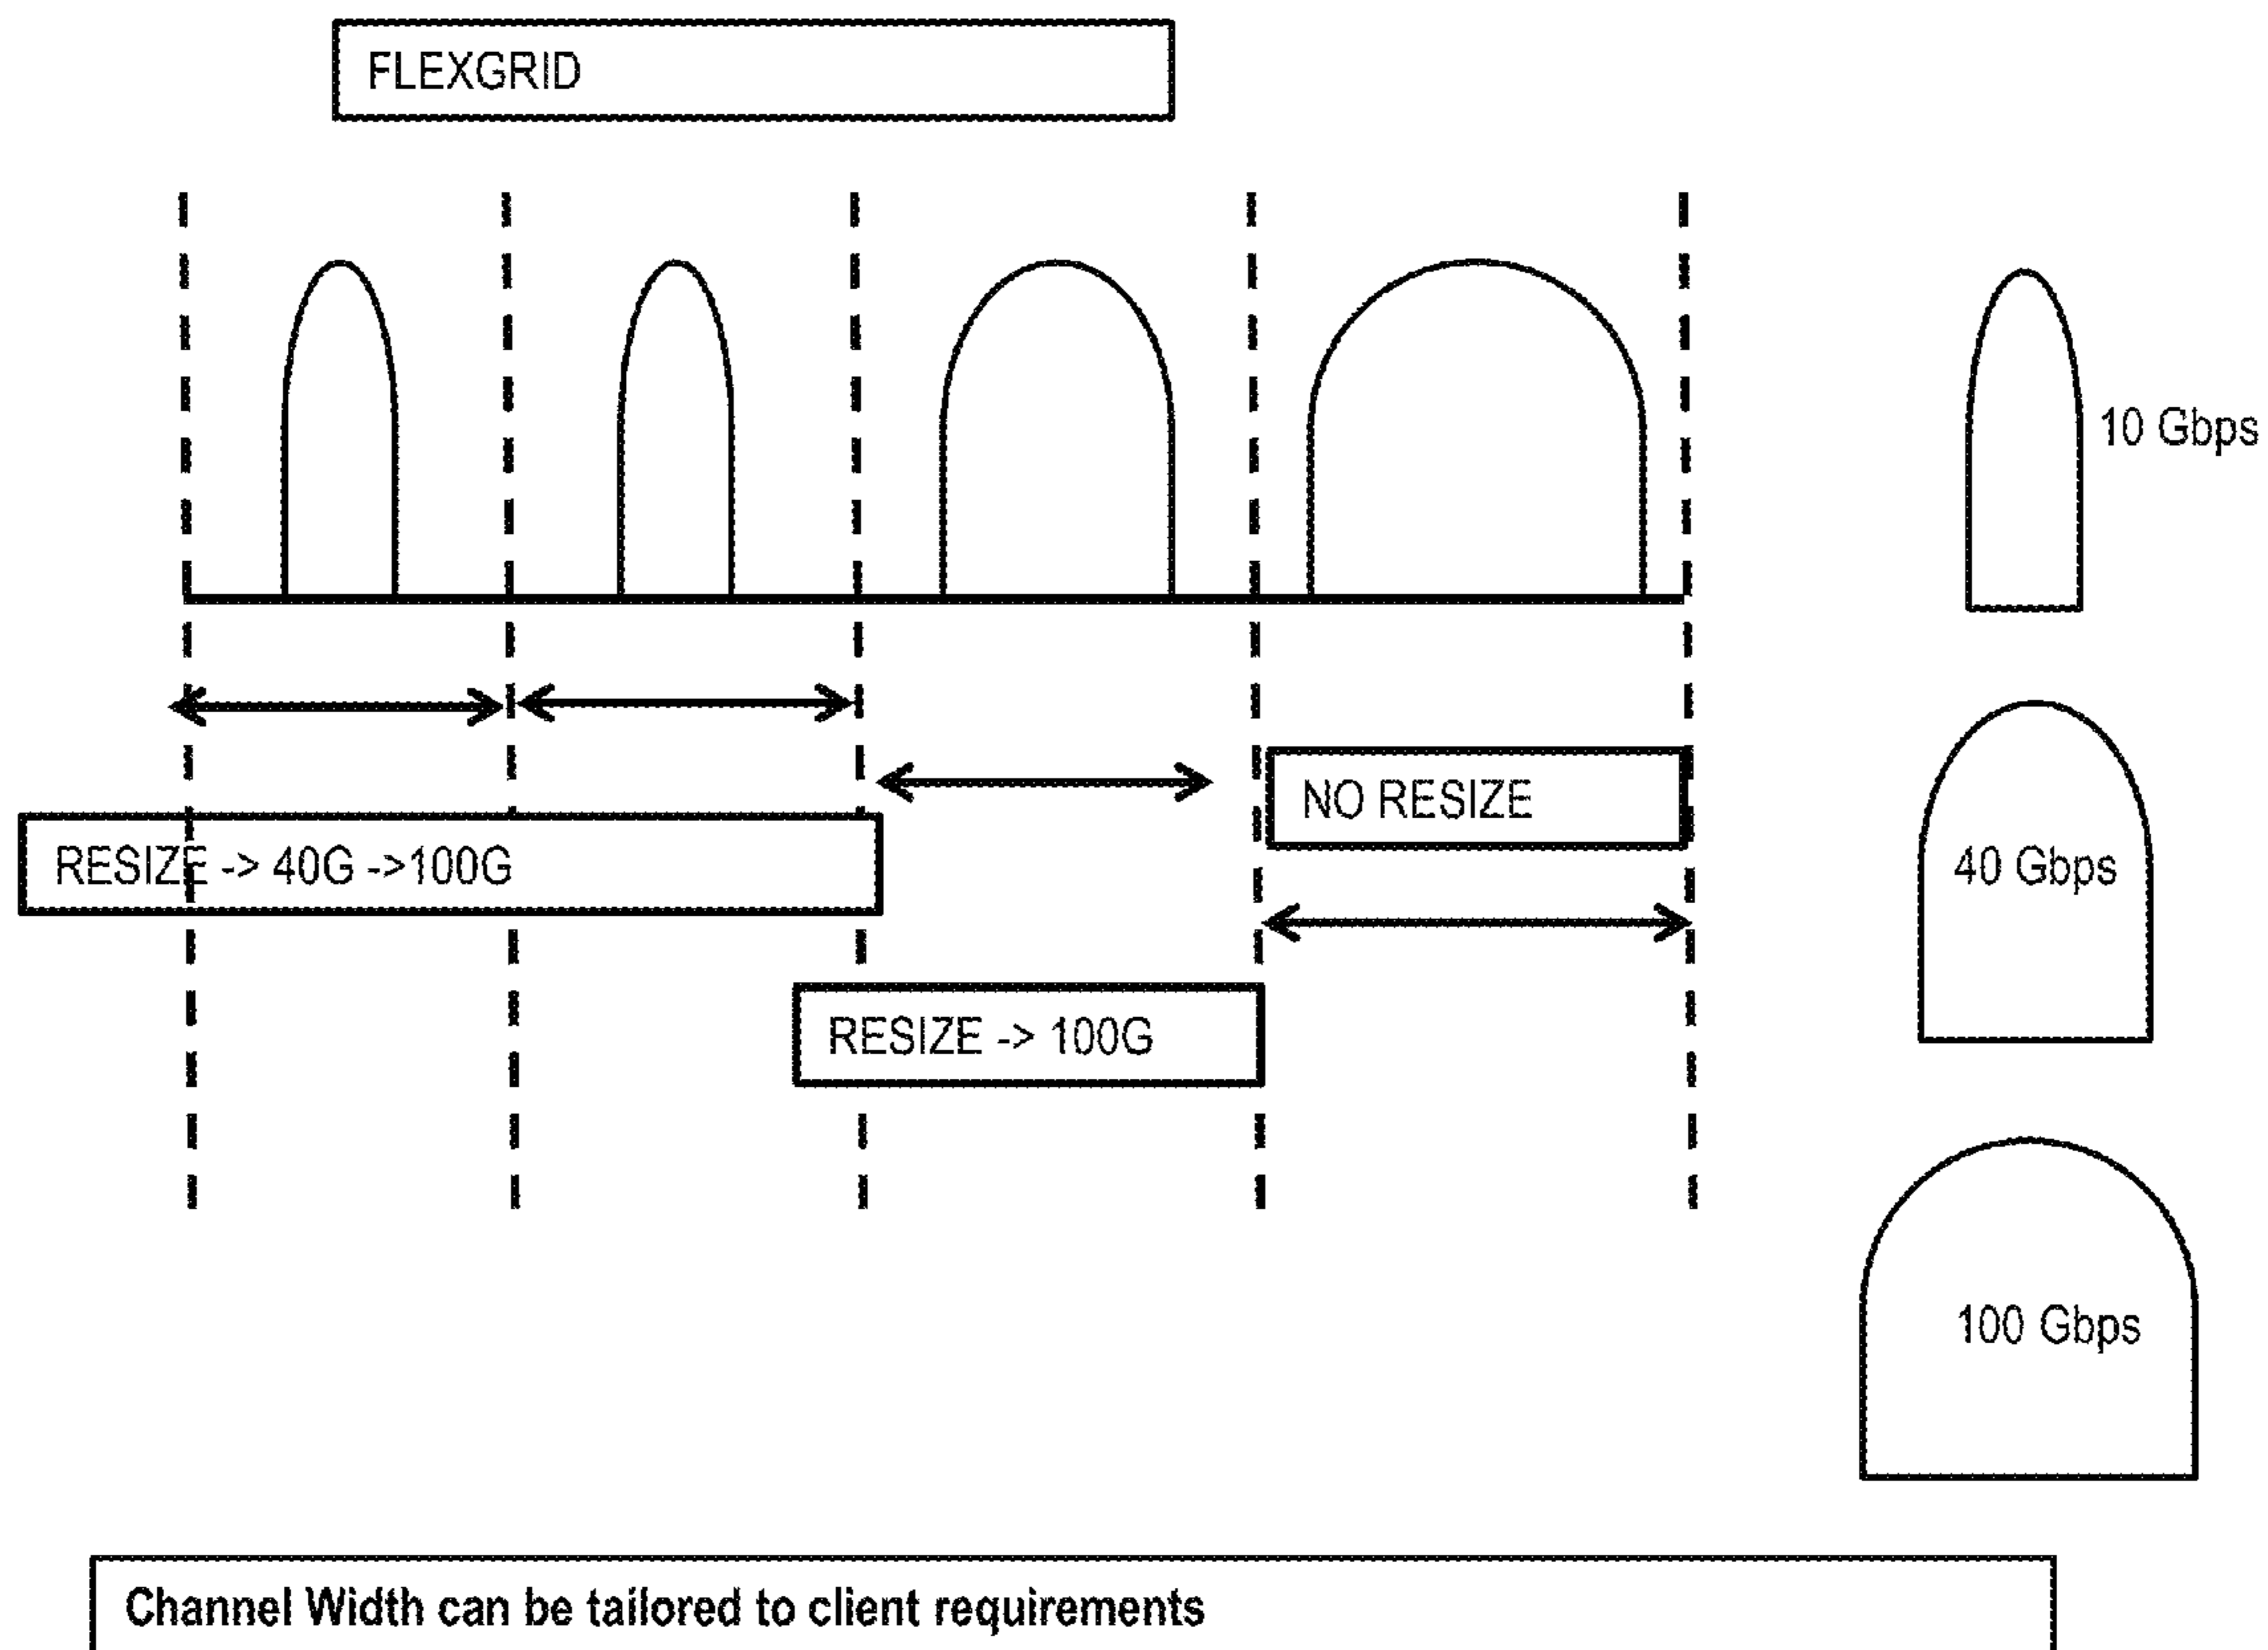 FLEXGRID
10 Gbps
NO RESIZE
RESIZE -> 40G ->100G
40 Gbps
RESIZE -> 100G
100 Gbps
Channel Width can be tailored to client requirements